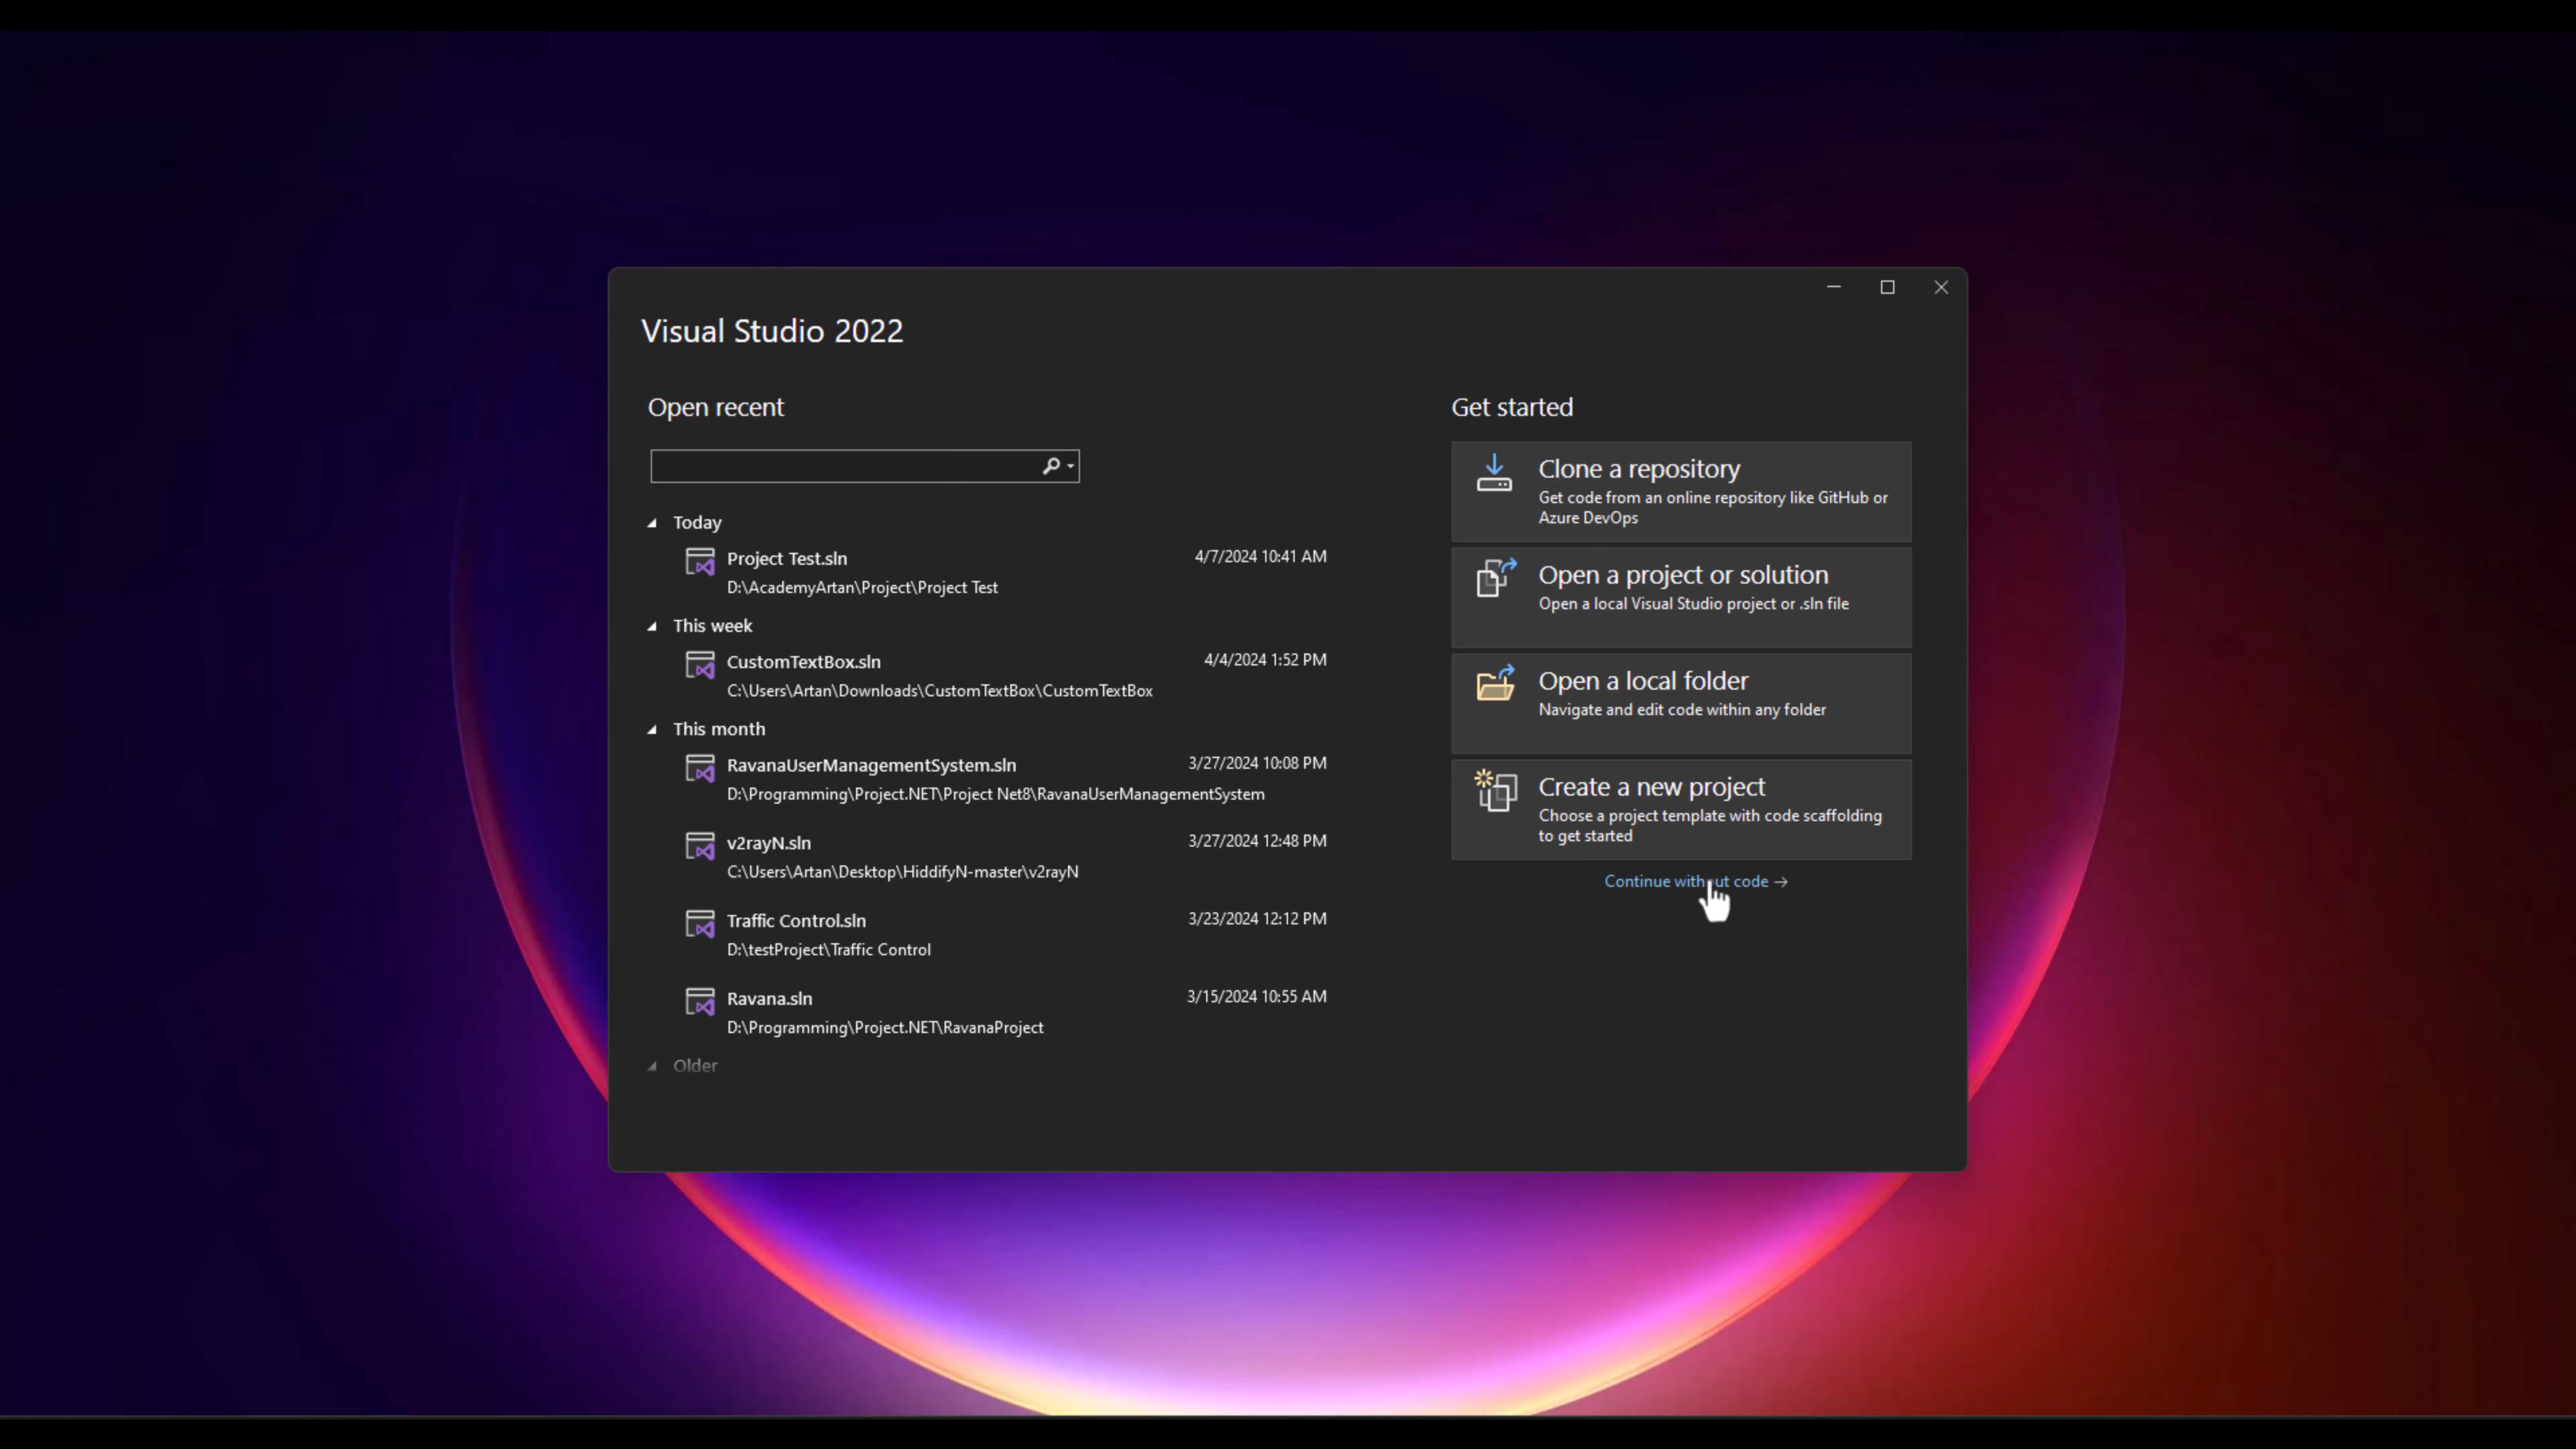 Visual Studio 2022
Open recent
Today
Project Test.sln
4/7/2024 10:41 AM
D:\AcademyArtan\Project\Project Test
This week
CustomTextBox.sln
4/4/2024 1:52 PM
C:\Users\Artan\Downloads\CustomTextBox\CustomTextBox
This month
RavanaUserManagementSystem.sln
3/27/2024 10:08 PM
D:\Programming\Project.NET\Project Net8\RavanaUserManagementSystem
v2rayN.sln
3/27/2024 12:48 PM
C:\Users\Artan\Desktop\HiddifyN-master\v2rayN
Traffic Control.sln
3/23/2024 12:12 PM
D:\testProject\Traffic Control
Ravana.sln
3/15/2024 10:55 AM
D:\Programming\Project.NET\RavanaProject
Older
Get started
Clone a repository
Get code from an online repository like GitHub or
Azure DevOps
Open a project or solution
Open a local Visual Studio project or .sln file
Open a local folder
Navigate and edit code within any folder
Create a new project
Choose a project template with code scaffolding
to get started
Continue without code →